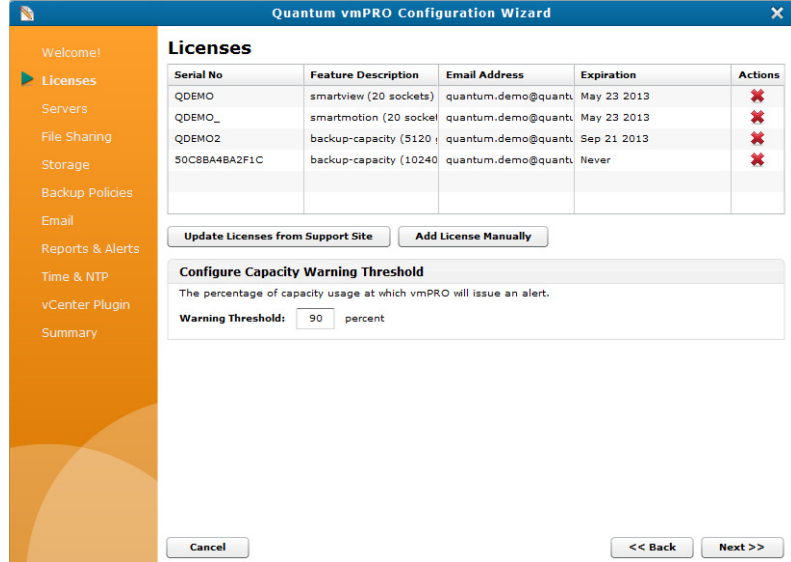 Quantum vmPRO Configuration Wizard
Welcome!
Licenses
Servers
File Sharing
Storage
Backup Policies
Email
Reports & Alerts
Time & NTP
vCenter Plugin
Summary
Licenses
Serial No Feature Description Email Address Expiration Actions
QDEMO smartview (20 sockets) quantum.demo@quantu May 23 2013
QDEMO_ smartmotion (20 socket quantum.demo@quantu May 23 2013
QDEMO2 backup-capacity (5120 g quantum.demo@quantu Sep 21 2013
50C8BA4BA2F1C backup-capacity (10240 quantum.demo@quantu Never
Update Licenses from Support Site Add License Manually
Configure Capacity Warning Threshold
The percentage of capacity usage at which vmPRO will issue an alert.
Warning Threshold: 90 percent
Cancel << Back Next >>